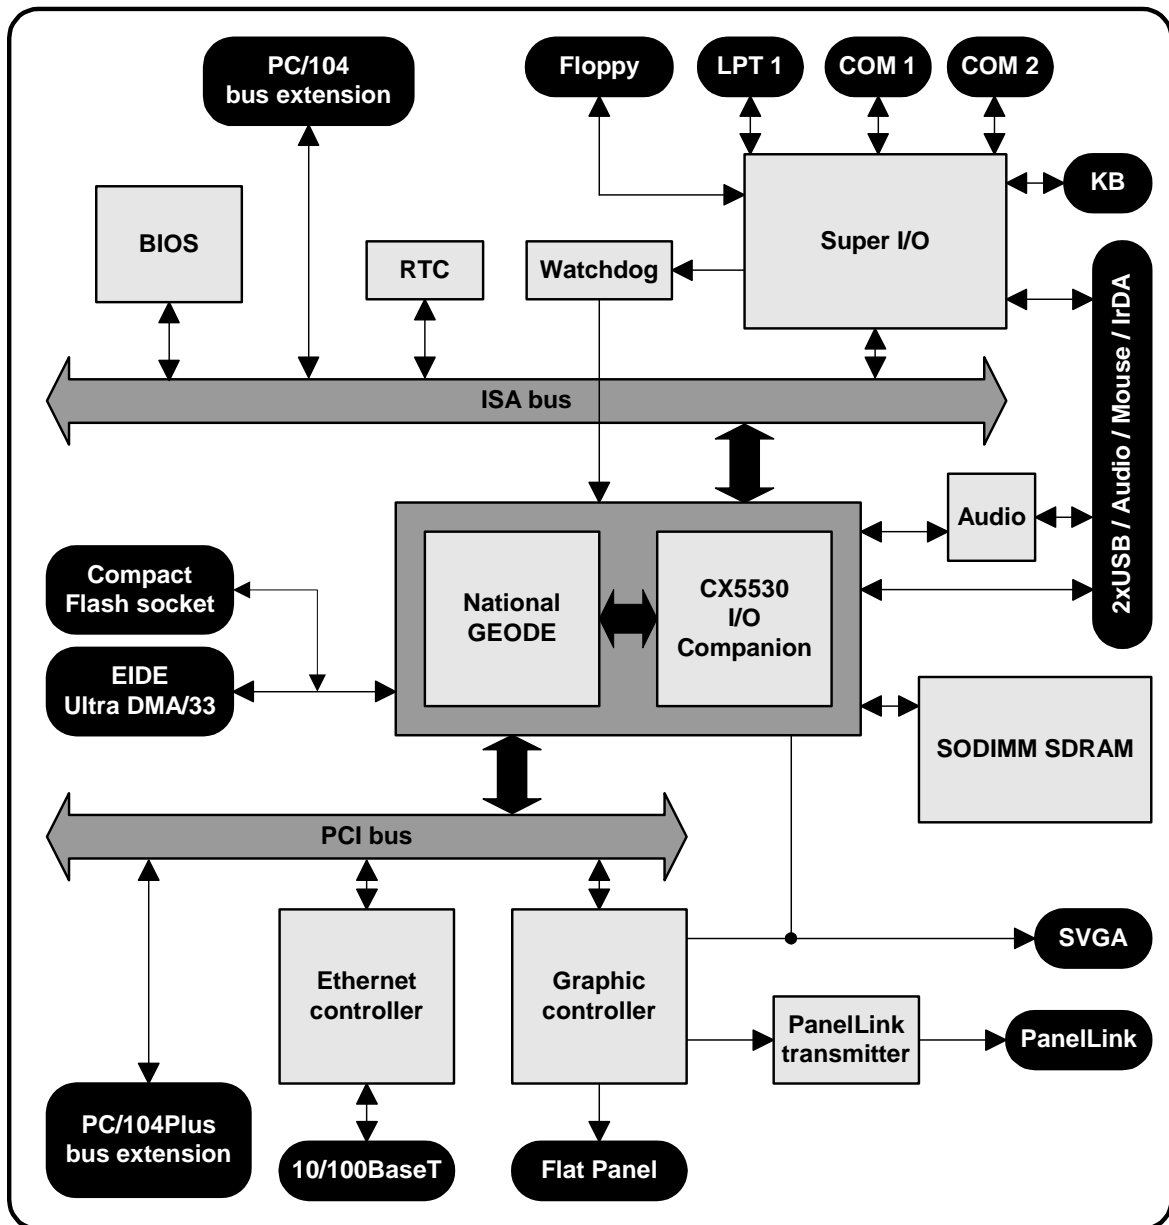 PC/104
bus extension
Floppy
LPT 1
COM 1
COM 2
KB
BIOS
RTC
Watchdog
Super I/O
2xUSB / Audio / Mouse / IrDA
ISA bus
Audio
Compact
Flash socket
National
GEODE
CX5530
I/O
Companion
EIDE
Ultra DMA/33
SODIMM SDRAM
PCI bus
SVGA
Ethernet
controller
Graphic
controller
PanelLink
transmitter
PanelLink
PC/104Plus
bus extension
10/100BaseT
Flat Panel